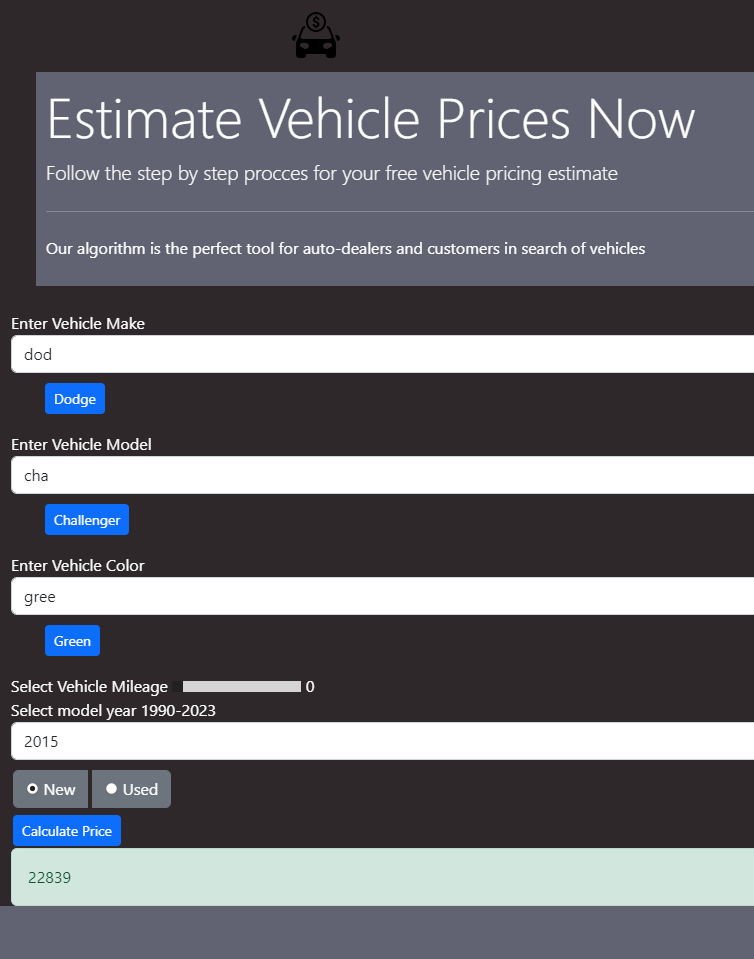 $
Estimate Vehicle Prices Now
Follow the step by step procces for your free vehicle pricing estimate
Our algorithm is the perfect tool for auto-dealers and customers in search of vehicles
Enter Vehicle Make
dod
Dodge
Enter Vehicle Model
cha
Challenger
Enter Vehicle Color
gree
Green
Select Vehicle Mileage 0
Select model year 1990-2023
2015
New Used
Calculate Price
22839